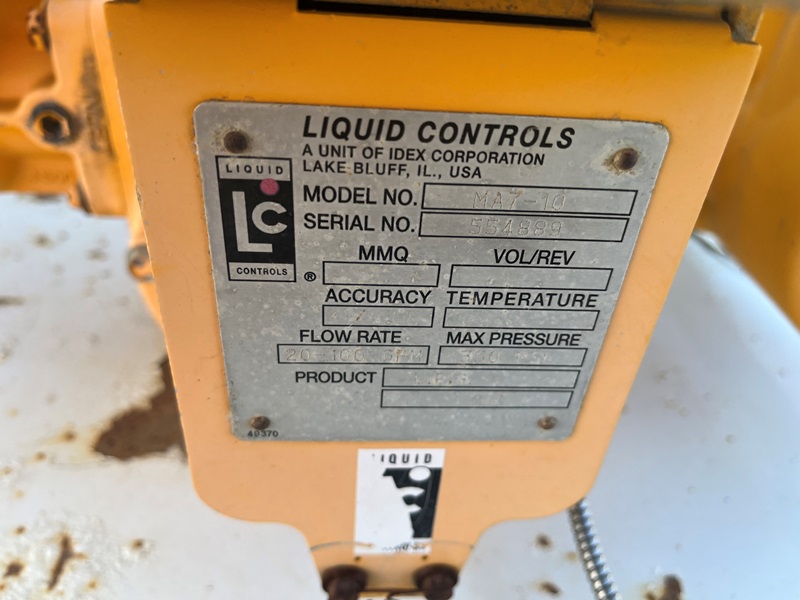 LIQUID CONTROLS
A UNIT OF IDEX CORPORATION
LAKE BLUFF, IL., USA
LIQUID
LC
CONTROLS
®
MODEL NO. MA7-10
SERIAL NO. 554889
MMQ VOL/REV
ACCURACY TEMPERATURE
FLOW RATE MAX PRESSURE
20-100 GPM
PRODUCT
49370
LIQUID
C